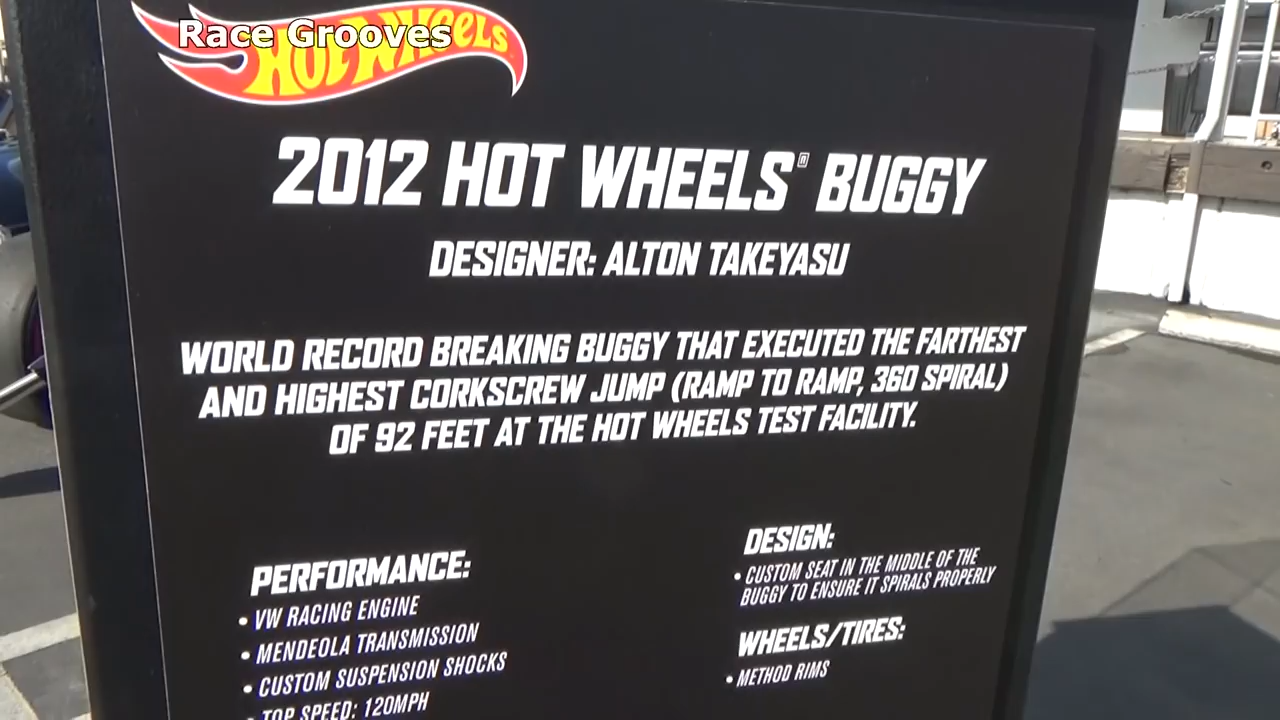 Race Grooves
HOT WHEELS
2012 HOT WHEELS® BUGGY
DESIGNER: ALTON TAKEYASU
WORLD RECORD BREAKING BUGGY THAT EXECUTED THE FARTHEST
AND HIGHEST CORKSCREW JUMP (RAMP TO RAMP, 360 SPIRAL)
OF 92 FEET AT THE HOT WHEELS TEST FACILITY.
PERFORMANCE:
• VW RACING ENGINE
• MENDEOLA TRANSMISSION
• CUSTOM SUSPENSION SHOCKS
• TOP SPEED: 120MPH
DESIGN:
• CUSTOM SEAT IN THE MIDDLE OF THE
BUGGY TO ENSURE IT SPIRALS PROPERLY
WHEELS/TIRES:
• METHOD RIMS